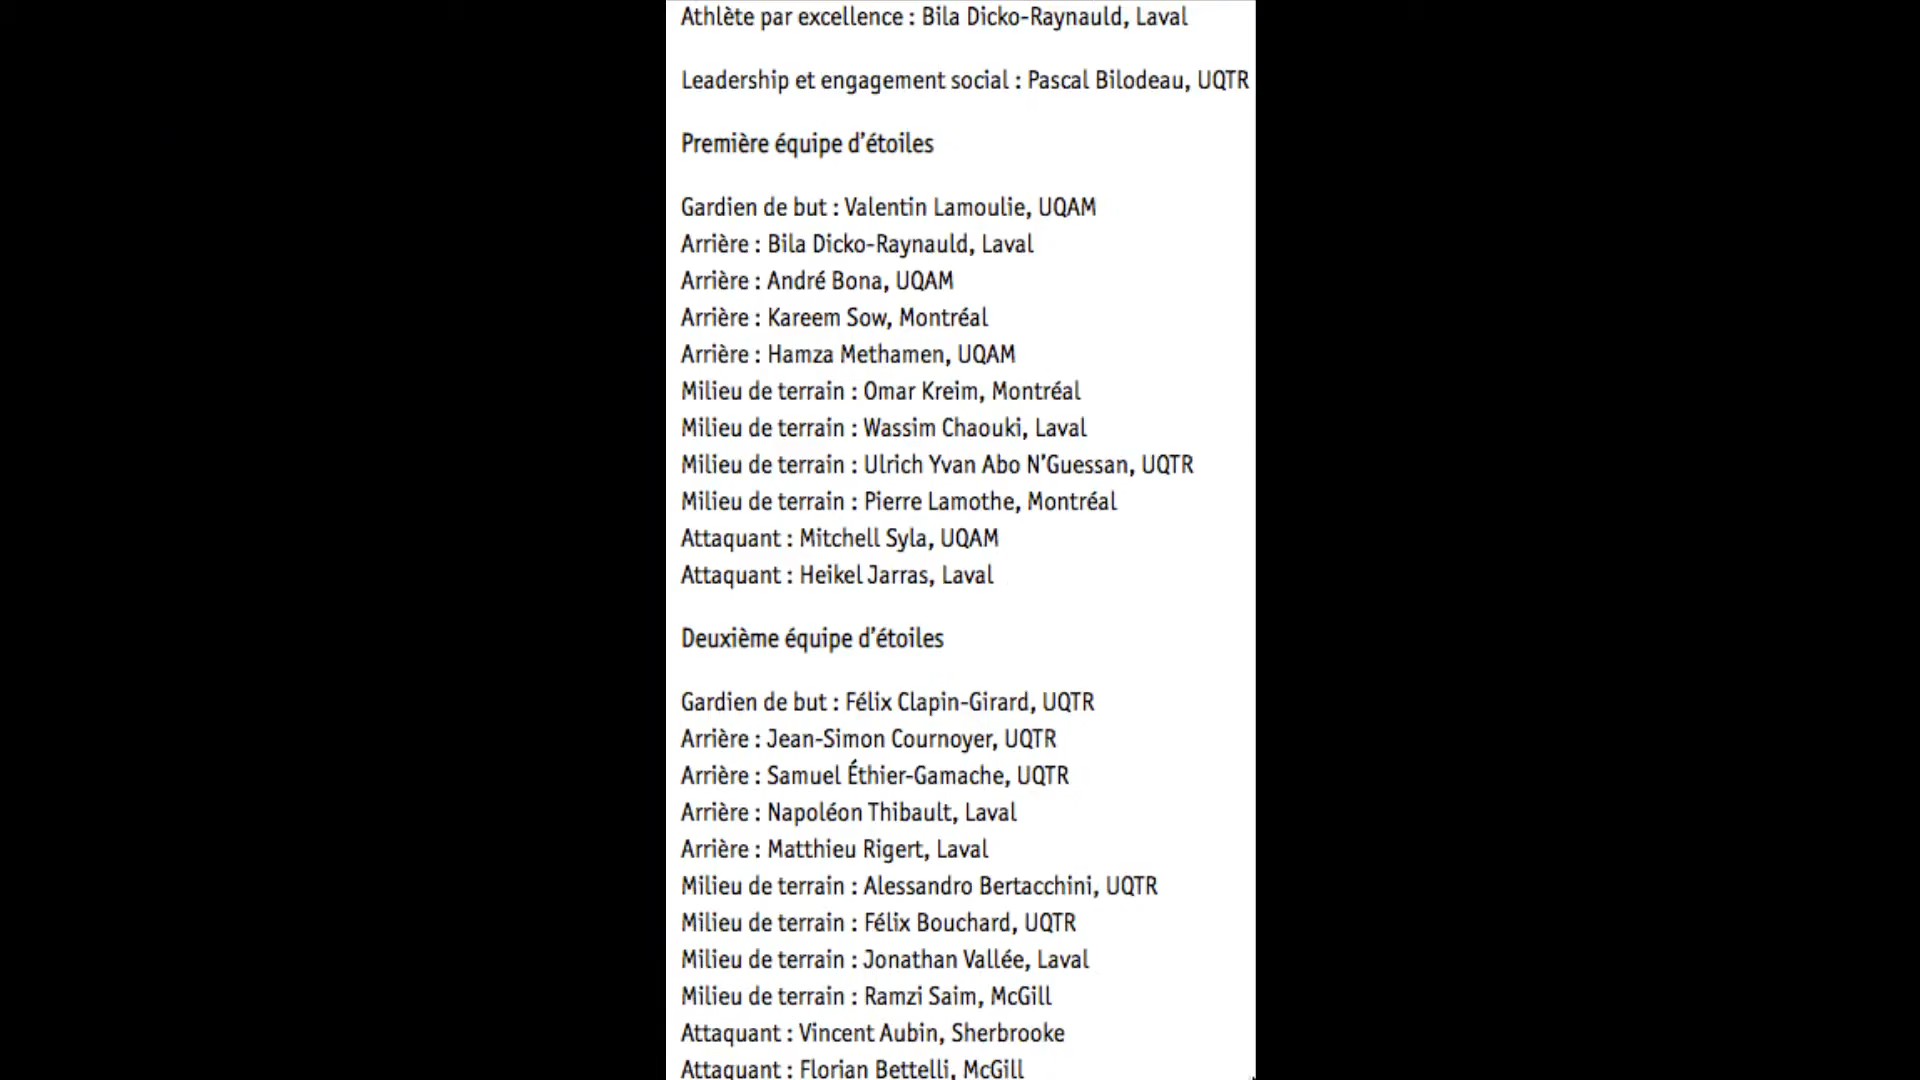 Athlète par excellence : Bila Dicko-Raynauld, Laval
Leadership et engagement social : Pascal Bilodeau, UQTR
Première équipe d’étoiles
Gardien de but : Valentin Lamoulie, UQAM
Arrière : Bila Dicko-Raynauld, Laval
Arrière : André Bona, UQAM
Arrière : Kareem Sow, Montréal
Arrière : Hamza Methamen, UQAM
Milieu de terrain : Omar Kreim, Montréal
Milieu de terrain : Wassim Chaouki, Laval
Milieu de terrain : Ulrich Yvan Abo N’Guessan, UQTR
Milieu de terrain : Pierre Lamothe, Montréal
Attaquant : Mitchell Syla, UQAM
Attaquant : Heikel Jarras, Laval
Deuxième équipe d’étoiles
Gardien de but : Félix Clapin-Girard, UQTR
Arrière : Jean-Simon Cournoyer, UQTR
Arrière : Samuel Éthier-Gamache, UQTR
Arrière : Napoléon Thibault, Laval
Arrière : Matthieu Rigert, Laval
Milieu de terrain : Alessandro Bertacchini, UQTR
Milieu de terrain : Félix Bouchard, UQTR
Milieu de terrain : Jonathan Vallée, Laval
Milieu de terrain : Ramzi Saim, McGill
Attaquant : Vincent Aubin, Sherbrooke
Attaquant : Florian Bettelli, McGill